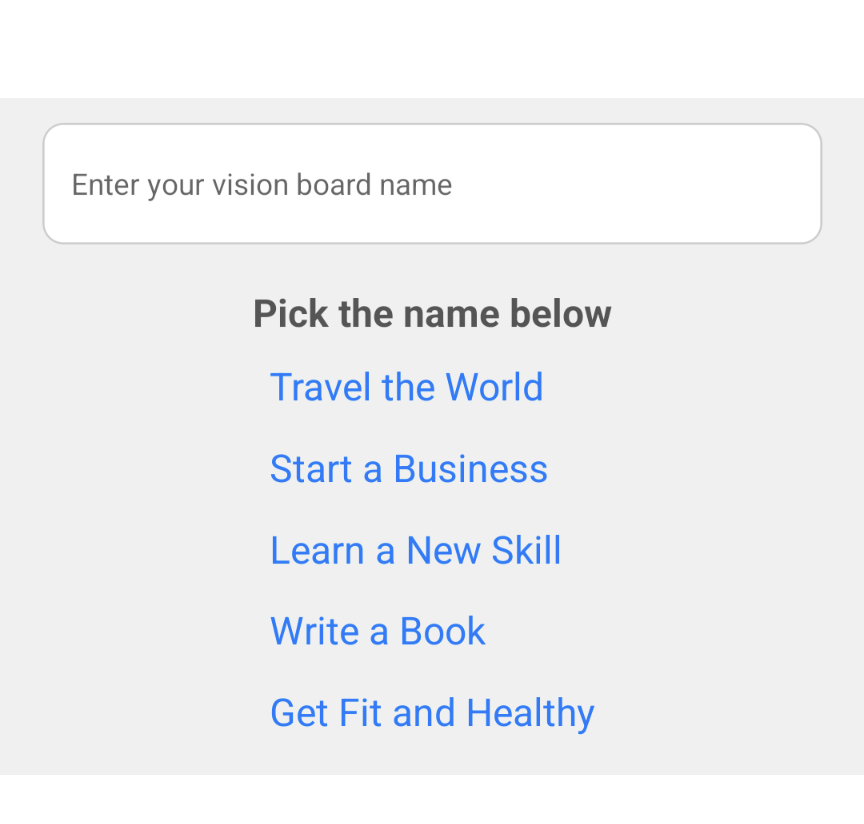 Enter your vision board name
Pick the name below
Travel the World
Start a Business
Learn a New Skill
Write a Book
Get Fit and Healthy